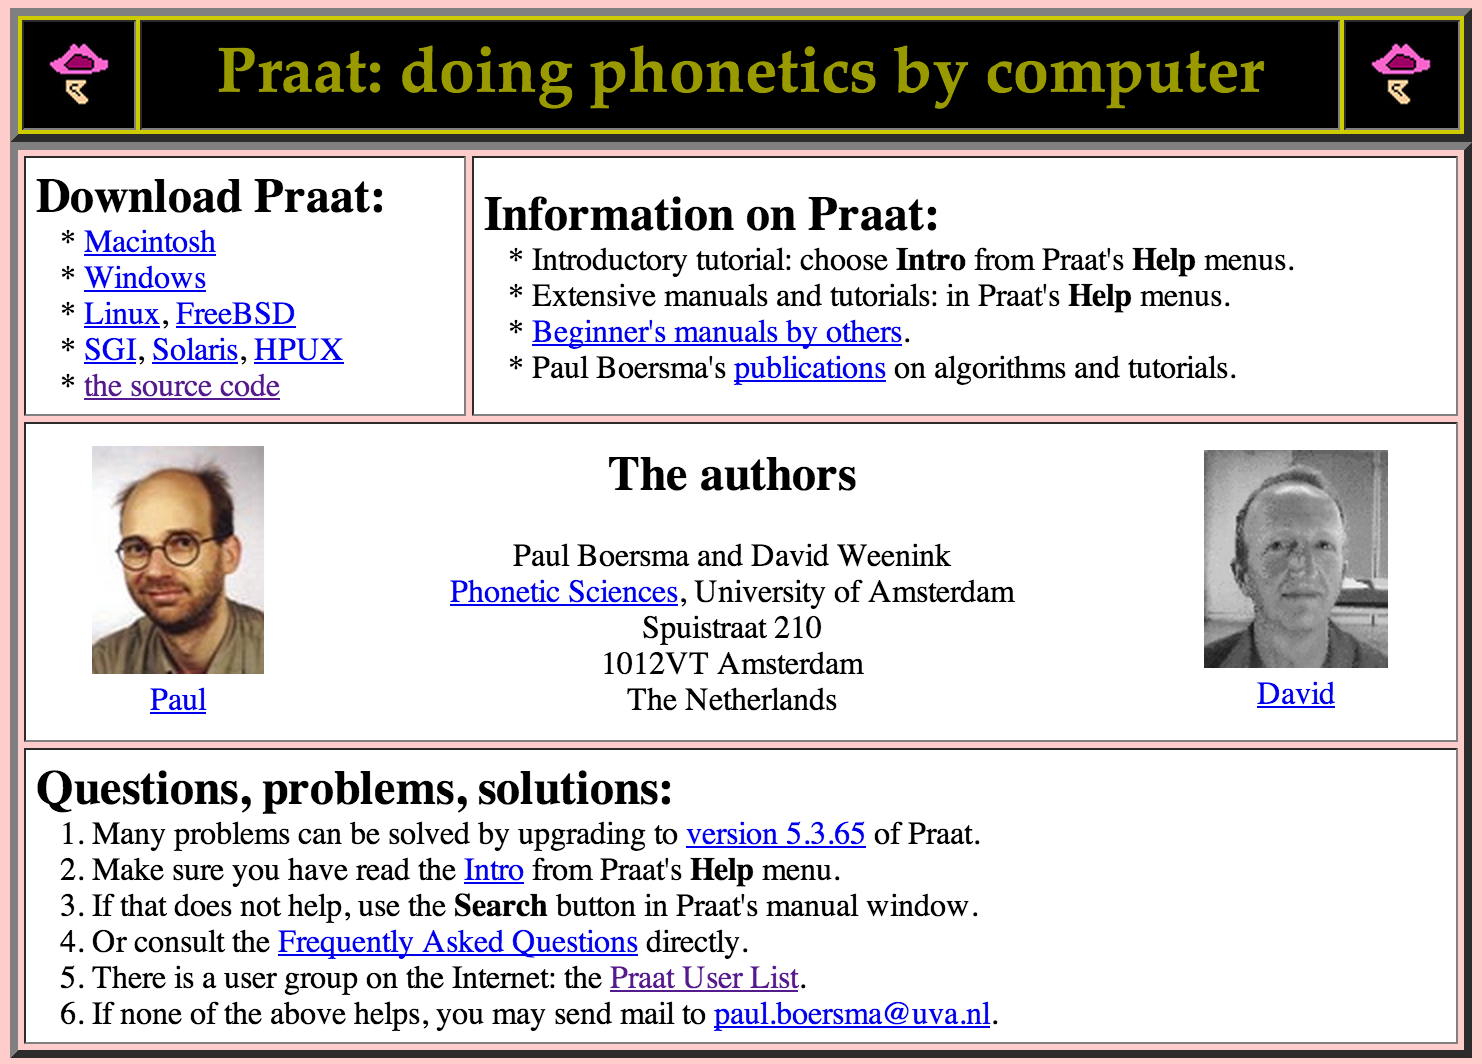 Praat: doing phonetics by computer
Download Praat:
* Macintosh
* Windows
* Linux, FreeBSD
* SGI, Solaris, HPUX
* the source code
Information on Praat:
* Introductory tutorial: choose Intro from Praat's Help menus.
* Extensive manuals and tutorials: in Praat's Help menus.
* Beginner's manuals by others.
* Paul Boersma's publications on algorithms and tutorials.
Paul
The authors
Paul Boersma and David Weenink
Phonetic Sciences, University of Amsterdam
Spuistraat 210
1012VT Amsterdam
The Netherlands
David
Questions, problems, solutions:
1. Many problems can be solved by upgrading to version 5.3.65 of Praat.
2. Make sure you have read the Intro from Praat's Help menu.
3. If that does not help, use the Search button in Praat's manual window.
4. Or consult the Frequently Asked Questions directly.
5. There is a user group on the Internet: the Praat User List.
6. If none of the above helps, you may send mail to paul.boersma@uva.nl.